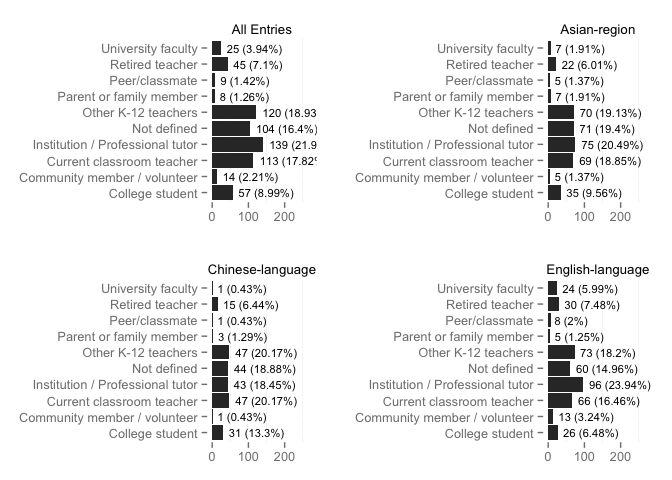 All Entries
University faculty 25 (3.94%)
Retired teacher 45 (7.1%)
Peer/classmate 9 (1.42%)
Parent or family member 8 (1.26%)
Other K-12 teachers 120 (18.93
Not defined 104 (16.4%)
Institution / Professional tutor 139 (21.9
Current classroom teacher 113 (17.82%
Community member / volunteer 14 (2.21%)
College student 57 (8.99%)
0 100 200
Asian-region
University faculty 7 (1.91%)
Retired teacher 22 (6.01%)
Peer/classmate 5 (1.37%)
Parent or family member 7 (1.91%)
Other K-12 teachers 70 (19.13%)
Not defined 71 (19.4%)
Institution / Professional tutor 75 (20.49%)
Current classroom teacher 69 (18.85%)
Community member / volunteer 5 (1.37%)
College student 35 (9.56%)
0 100 200
Chinese-language
University faculty 1 (0.43%)
Retired teacher 15 (6.44%)
Peer/classmate 1 (0.43%)
Parent or family member 3 (1.29%)
Other K-12 teachers 47 (20.17%)
Not defined 44 (18.88%)
Institution / Professional tutor 43 (18.45%)
Current classroom teacher 47 (20.17%)
Community member / volunteer 1 (0.43%)
College student 31 (13.3%)
0 100 200
English-language
University faculty 24 (5.99%)
Retired teacher 30 (7.48%)
Peer/classmate 8 (2%)
Parent or family member 5 (1.25%)
Other K-12 teachers 73 (18.2%)
Not defined 60 (14.96%)
Institution / Professional tutor 96 (23.94%)
Current classroom teacher 66 (16.46%)
Community member / volunteer 13 (3.24%)
College student 26 (6.48%)
0 100 200